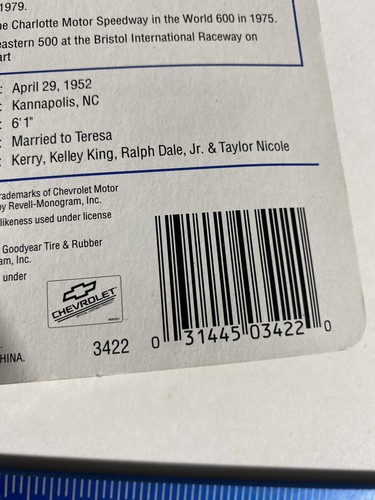 1979.
e Charlotte Motor Speedway in the World 600 in 1975.
eastern 500 at the Bristol International Raceway on
art
: April 29, 1952
: Kannapolis, NC
: 6' 1"
: Married to Teresa
: Kerry, Kelley King, Ralph Dale, Jr. & Taylor Nicole
rademarks of Chevrolet Motor
by Revell-Monogram, Inc.
likeness used under license
Goodyear Tire & Rubber
am, Inc.
under
CHEVROLET
HINA.
3422
0 31445 03422 0